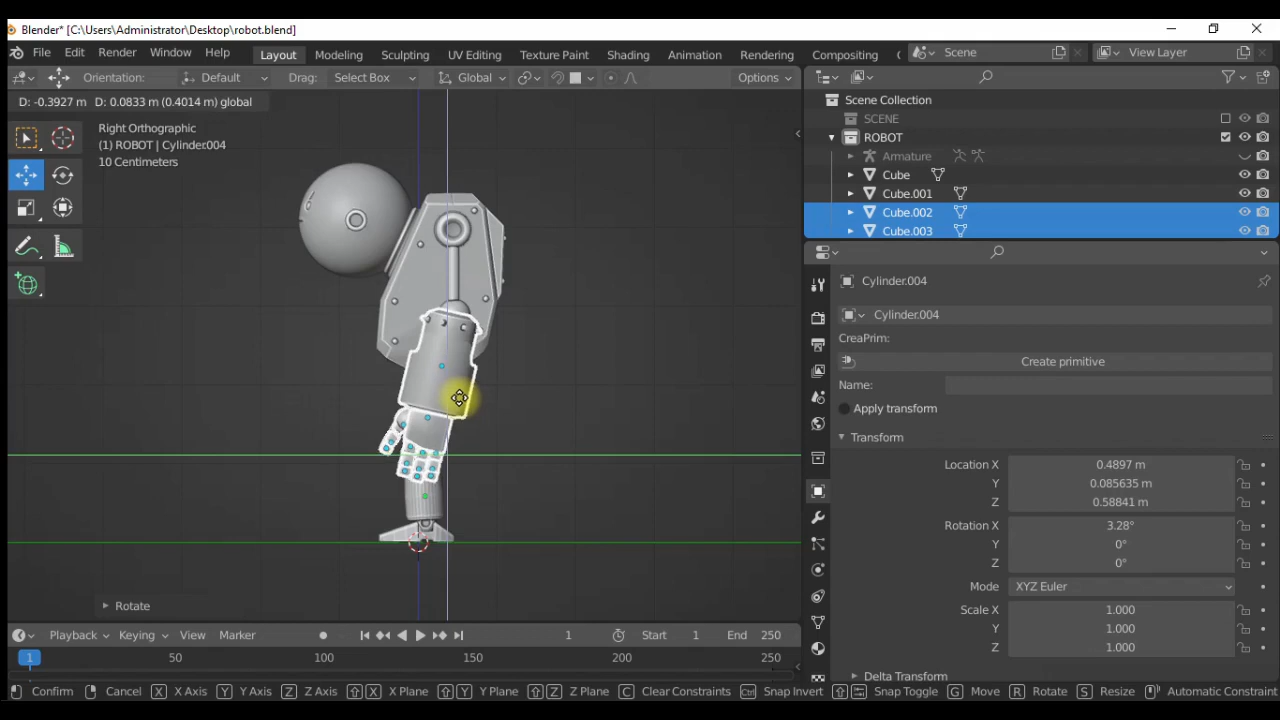 Blender* [C:\Users\Administrator\Desktop\robot.blend]
File Edit Render Window Help Layout Modeling Sculpting UV Editing Texture Paint Shading Animation Rendering Compositing Scene View Layer
Orientation: Default Drag: Select Box Global Options
D: -0.3927 m D: 0.0833 m (0.4014 m) global
Right Orthographic
(1) ROBOT | Cylinder.004
10 Centimeters
Rotate
Scene Collection
SCENE
ROBOT
Armature
Cube
Cube.001
Cube.002
Cube.003
Cylinder.004
Cylinder.004
CreaPrim:
Create primitive
Name:
Apply transform
Transform
Location X 0.4897 m
Y 0.085635 m
Z 0.58841 m
Rotation X 3.28°
Y 0°
Z 0°
Mode XYZ Euler
Scale X 1.000
Y 1.000
Z 1.000
Delta Transform
Playback Keying View Marker 1 Start 1 End 250
1 50 100 150 200 250
Confirm Cancel X X Axis Y Y Axis Z Z Axis X X Plane Y Y Plane Z Z Plane C Clear Constraints Ctrl Snap Invert Snap Toggle G Move R Rotate S Resize Automatic Constraint